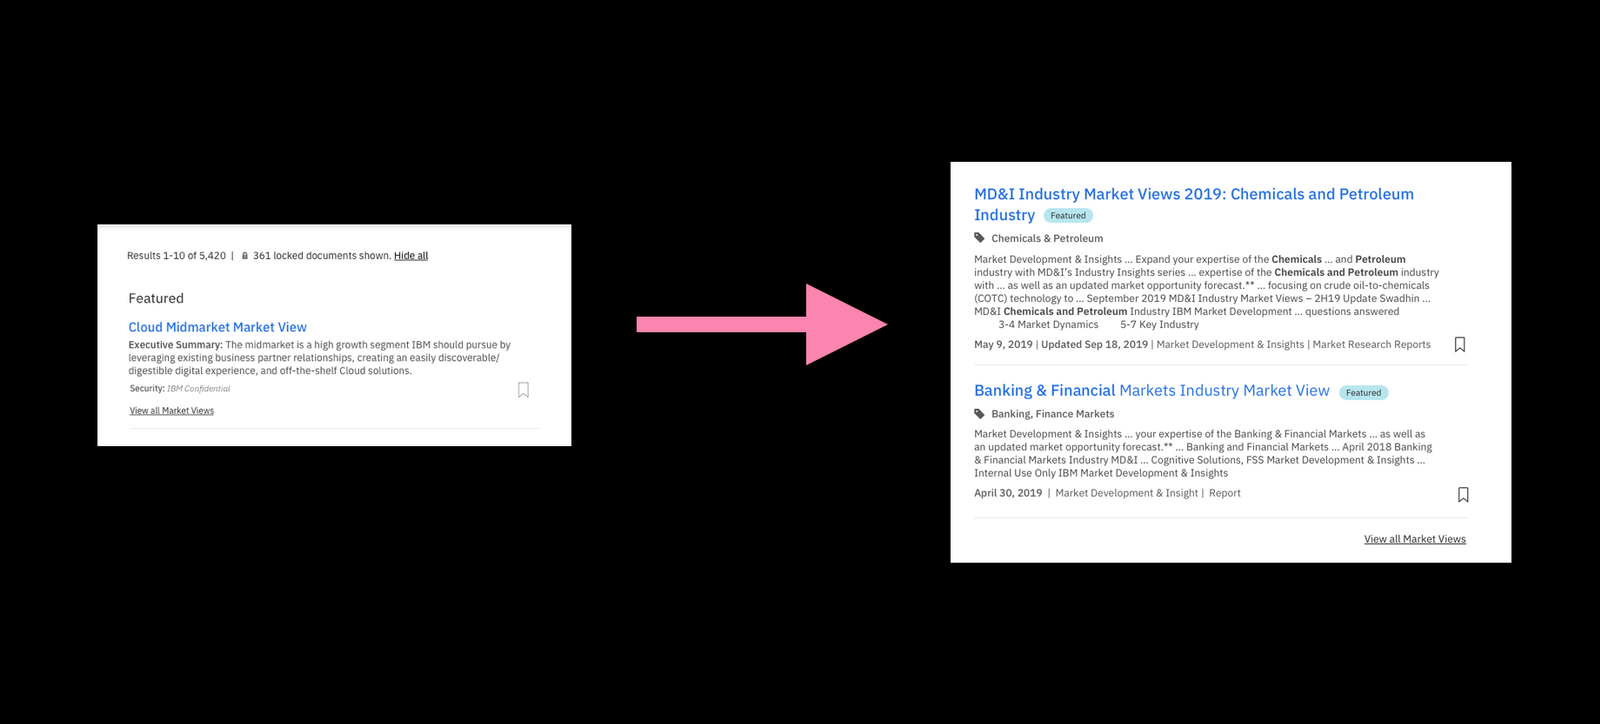 Results 1-10 of 5,420 | 361 locked documents shown. Hide all
Featured
Cloud Midmarket Market View
Executive Summary: The midmarket is a high growth segment IBM should pursue by
leveraging existing business partner relationships, creating an easily discoverable/
digestible digital experience, and off-the-shelf Cloud solutions.
Security: IBM Confidential
View all Market Views
MD&I Industry Market Views 2019: Chemicals and Petroleum
Industry Featured
Chemicals & Petroleum
Market Development & Insights ... Expand your expertise of the Chemicals ... and Petroleum
industry with MD&I's Industry Insights series ... expertise of the Chemicals and Petroleum industry
with ... as well as an updated market opportunity forecast.** ... focusing on crude oil-to-chemicals
(COTC) technology to ... September 2019 MD&I Industry Market Views – 2H19 Update Swadhin ...
MD&I Chemicals and Petroleum Industry IBM Market Development ... questions answered
3-4 Market Dynamics 5-7 Key Industry
May 9, 2019 | Updated Sep 18, 2019 | Market Development & Insights | Market Research Reports
Banking & Financial Markets Industry Market View Featured
Banking, Finance Markets
Market Development & Insights ... your expertise of the Banking & Financial Markets ... as well as
an updated market opportunity forecast.** ... Banking and Financial Markets ... April 2018 Banking
& Financial Markets Industry MD&I ... Cognitive Solutions, FSS Market Development & Insights ...
Internal Use Only IBM Market Development & Insights
April 30, 2019 | Market Development & Insight | Report
View all Market Views